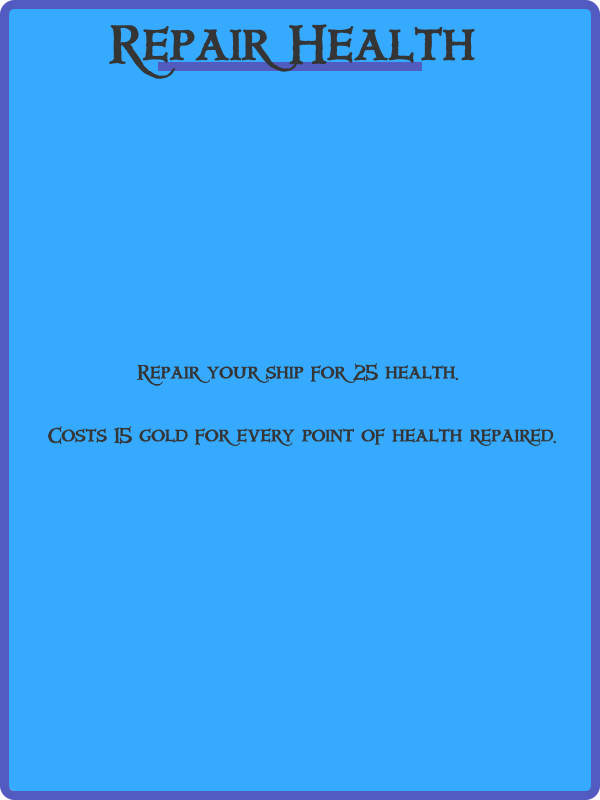 Repair Health
Repair your ship for 25 health.
Costs 15 gold for every point of health repaired.